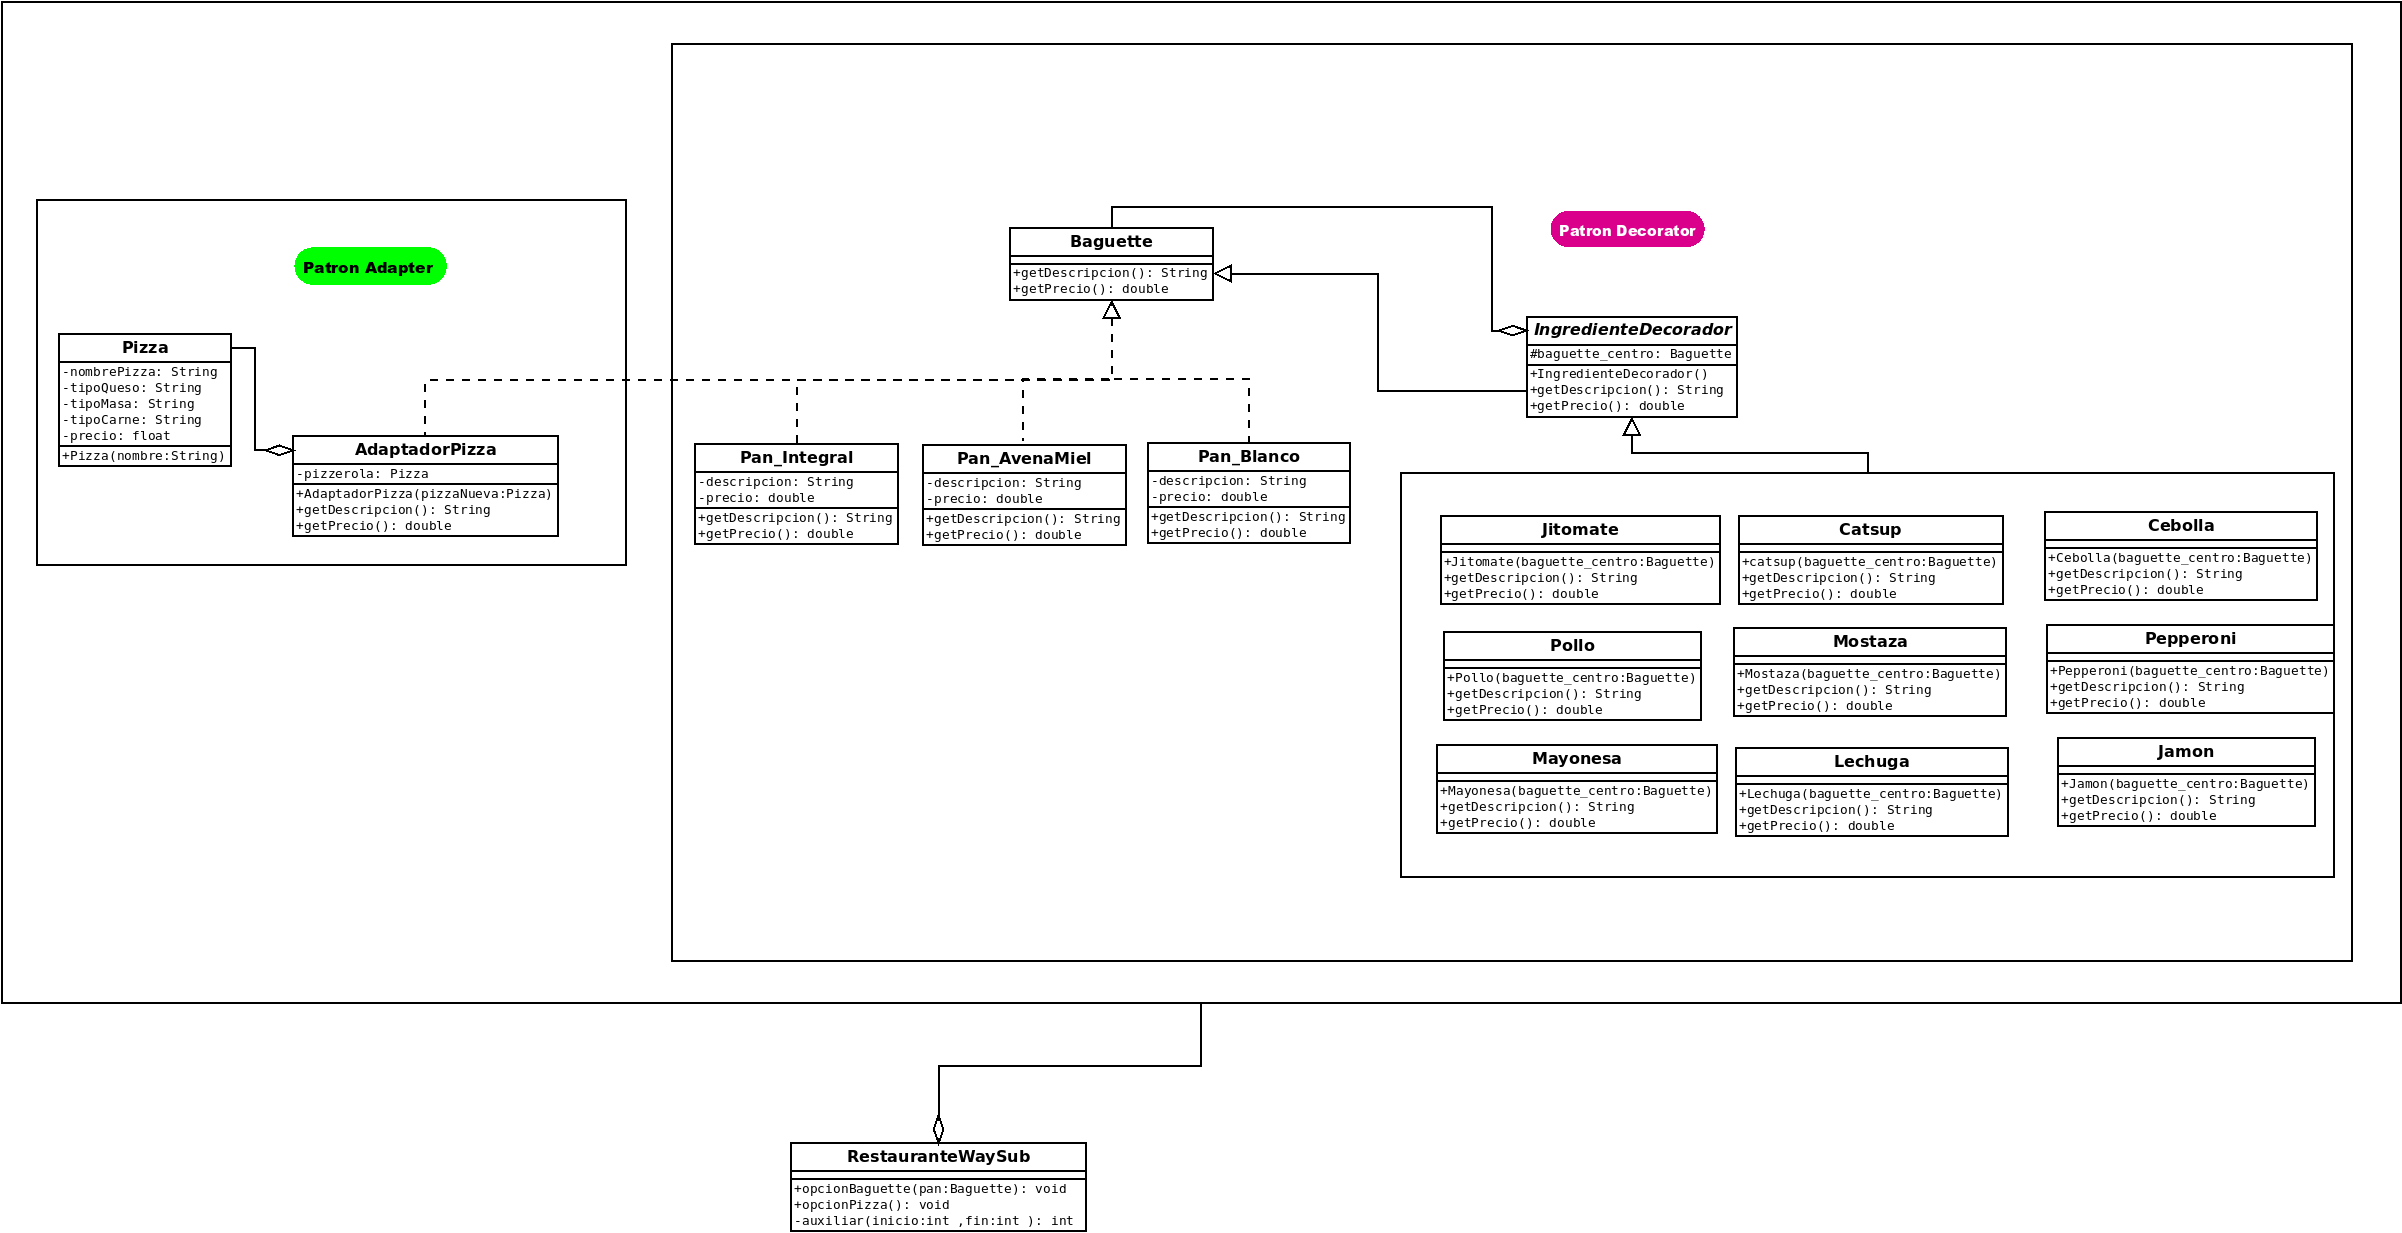 Patron Adapter
Pizza
-nombrePizza: String
-tipoQueso: String
-tipoMasa: String
-tipoCarne: String
-precio: float
+Pizza(nombre:String)
AdaptadorPizza
-pizzerola: Pizza
+AdaptadorPizza(pizzaNueva:Pizza)
+getDescripcion(): String
+getPrecio(): double
Patron Decorator
Baguette
+getDescripcion(): String
+getPrecio(): double
IngredienteDecorador
#baguette_centro: Baguette
+IngredienteDecorador()
+getDescripcion(): String
+getPrecio(): double
Pan_Integral
-descripcion: String
-precio: double
+getDescripcion(): String
+getPrecio(): double
Pan_AvenaMiel
-descripcion: String
-precio: double
+getDescripcion(): String
+getPrecio(): double
Pan_Blanco
-descripcion: String
-precio: double
+getDescripcion(): String
+getPrecio(): double
Jitomate
+Jitomate(baguette_centro:Baguette)
+getDescripcion(): String
+getPrecio(): double
Catsup
+catsup(baguette_centro:Baguette)
+getDescripcion(): String
+getPrecio(): double
Cebolla
+Cebolla(baguette_centro:Baguette)
+getDescripcion(): String
+getPrecio(): double
Pollo
+Pollo(baguette_centro:Baguette)
+getDescripcion(): String
+getPrecio(): double
Mostaza
+Mostaza(baguette_centro:Baguette)
+getDescripcion(): String
+getPrecio(): double
Pepperoni
+Pepperoni(baguette_centro:Baguette)
+getDescripcion(): String
+getPrecio(): double
Mayonesa
+Mayonesa(baguette_centro:Baguette)
+getDescripcion(): String
+getPrecio(): double
Lechuga
+Lechuga(baguette_centro:Baguette)
+getDescripcion(): String
+getPrecio(): double
Jamon
+Jamon(baguette_centro:Baguette)
+getDescripcion(): String
+getPrecio(): double
RestauranteWaySub
+opcionBaguette(pan:Baguette): void
+opcionPizza(): void
-auxiliar(inicio:int ,fin:int ): int